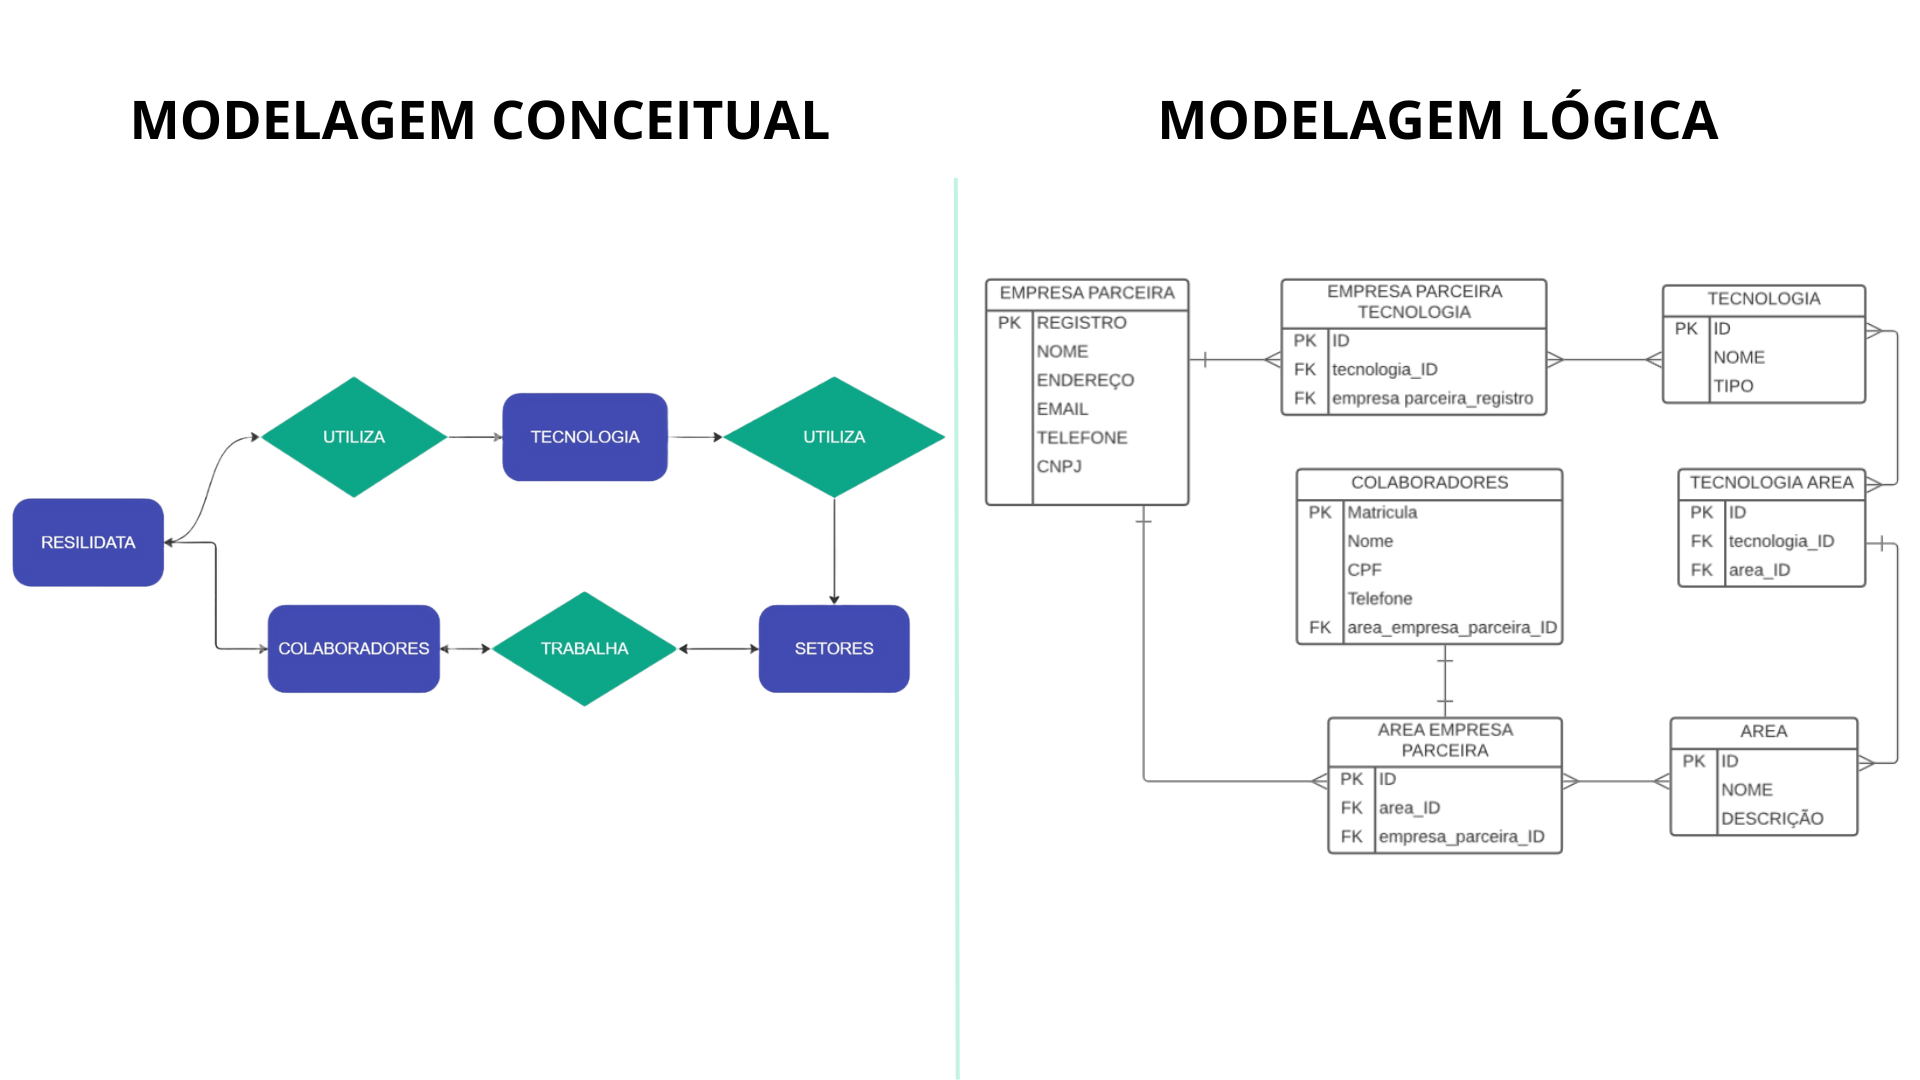 MODELAGEM CONCEITUAL
UTILIZA
TECNOLOGIA
UTILIZA
RESILIDATA
COLABORADORES
TRABALHA
SETORES
MODELAGEM LÓGICA
EMPRESA PARCEIRA
PK REGISTRO
NOME
ENDEREÇO
EMAIL
TELEFONE
CNPJ
EMPRESA PARCEIRA
TECNOLOGIA
PK ID
FK tecnologia_ID
FK empresa parceira_registro
TECNOLOGIA
PK ID
NOME
TIPO
COLABORADORES
PK Matricula
Nome
CPF
Telefone
FK area_empresa_parceira_ID
TECNOLOGIA AREA
PK ID
FK tecnologia_ID
FK area_ID
AREA EMPRESA
PARCEIRA
PK ID
FK area_ID
FK empresa_parceira_ID
AREA
PK ID
NOME
DESCRIÇÃO